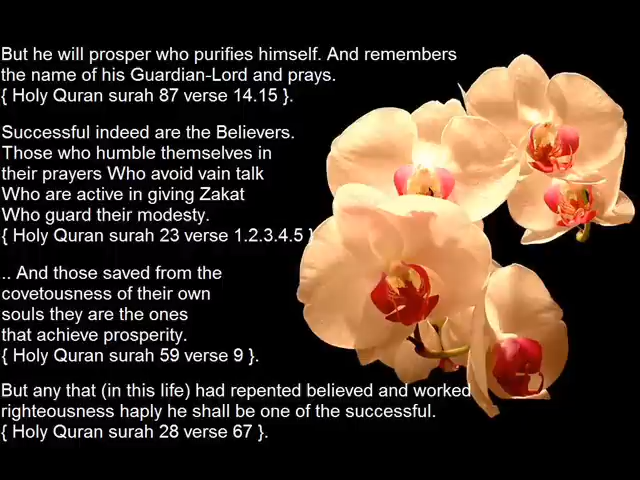 But he will prosper who purifies himself. And remembers
the name of his Guardian-Lord and prays.
{ Holy Quran surah 87 verse 14.15 }.
Successful indeed are the Believers.
Those who humble themselves in
their prayers Who avoid vain talk
Who are active in giving Zakat
Who guard their modesty.
{ Holy Quran surah 23 verse 1.2.3.4.5 }
.. And those saved from the
covetousness of their own
souls they are the ones
that achieve prosperity.
{ Holy Quran surah 59 verse 9 }.
But any that (in this life) had repented believed and worked
righteousness haply he shall be one of the successful.
{ Holy Quran surah 28 verse 67 }.